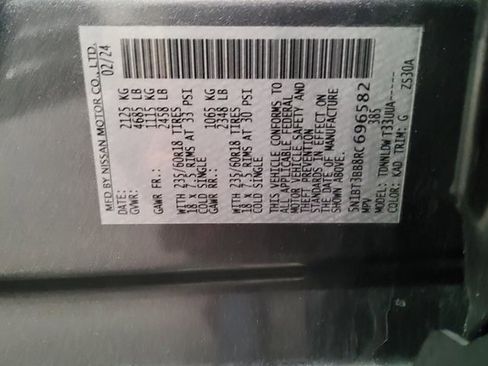 MFD BY NISSAN MOTOR CO., LTD.
DATE: 02/24
GVWR: 2125 KG
4685 LB
GAWR FR.: 1115 KG
2458 LB
WITH 235/60R18 TIRES
18 X 7.5 RIMS AT 33 PSI
COLD SINGLE
GAWR RR.: 1065 KG
2348 LB
WITH 235/60R18 TIRES
18 X 7.5 RIMS AT 30 PSI
COLD SINGLE
THIS VEHICLE CONFORMS TO
ALL APPLICABLE FEDERAL
MOTOR VEHICLE SAFETY AND
THEFT PREVENTION
STANDARDS IN EFFECT ON
THE DATE OF MANUFACTURE
SHOWN ABOVE.
5N1BT3BB8RC696582
MPV 385
MODEL: TDWNLDWT33UUA-----
COLOR: KAD TRIM: G ZS30A